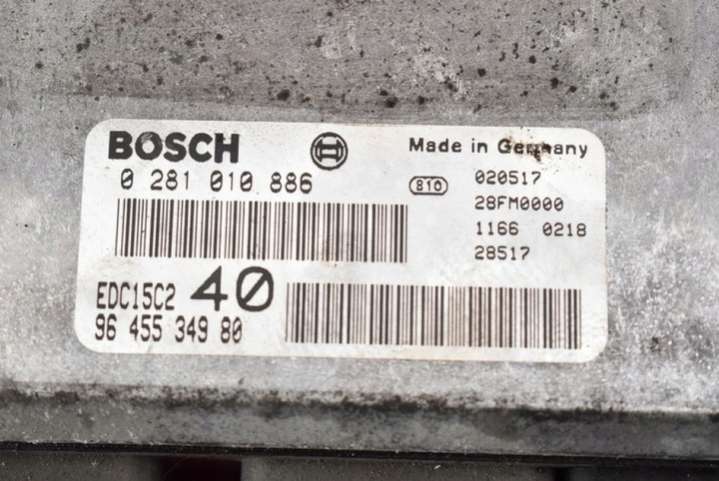 BOSCH
Made in Germany
0 281 010 886
810
020517
28FM0000
1166 0218
28517
EDC15C2 40
96 455 349 80